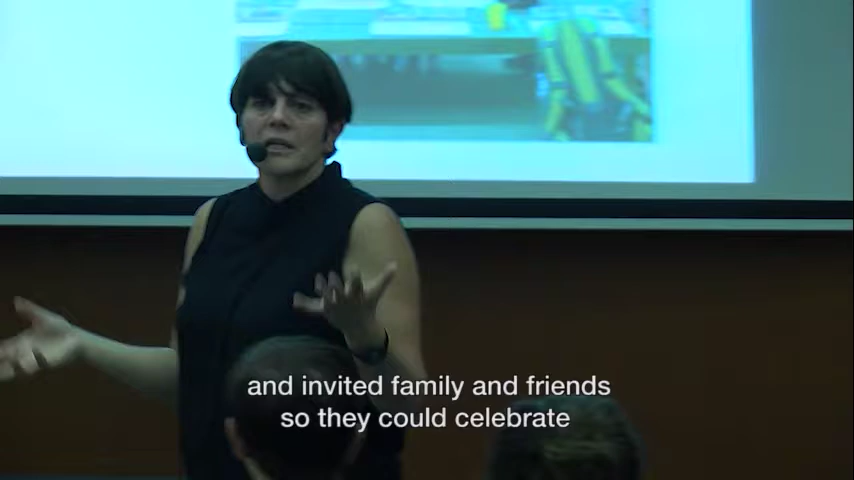 and invited family and friends
so they could celebrate